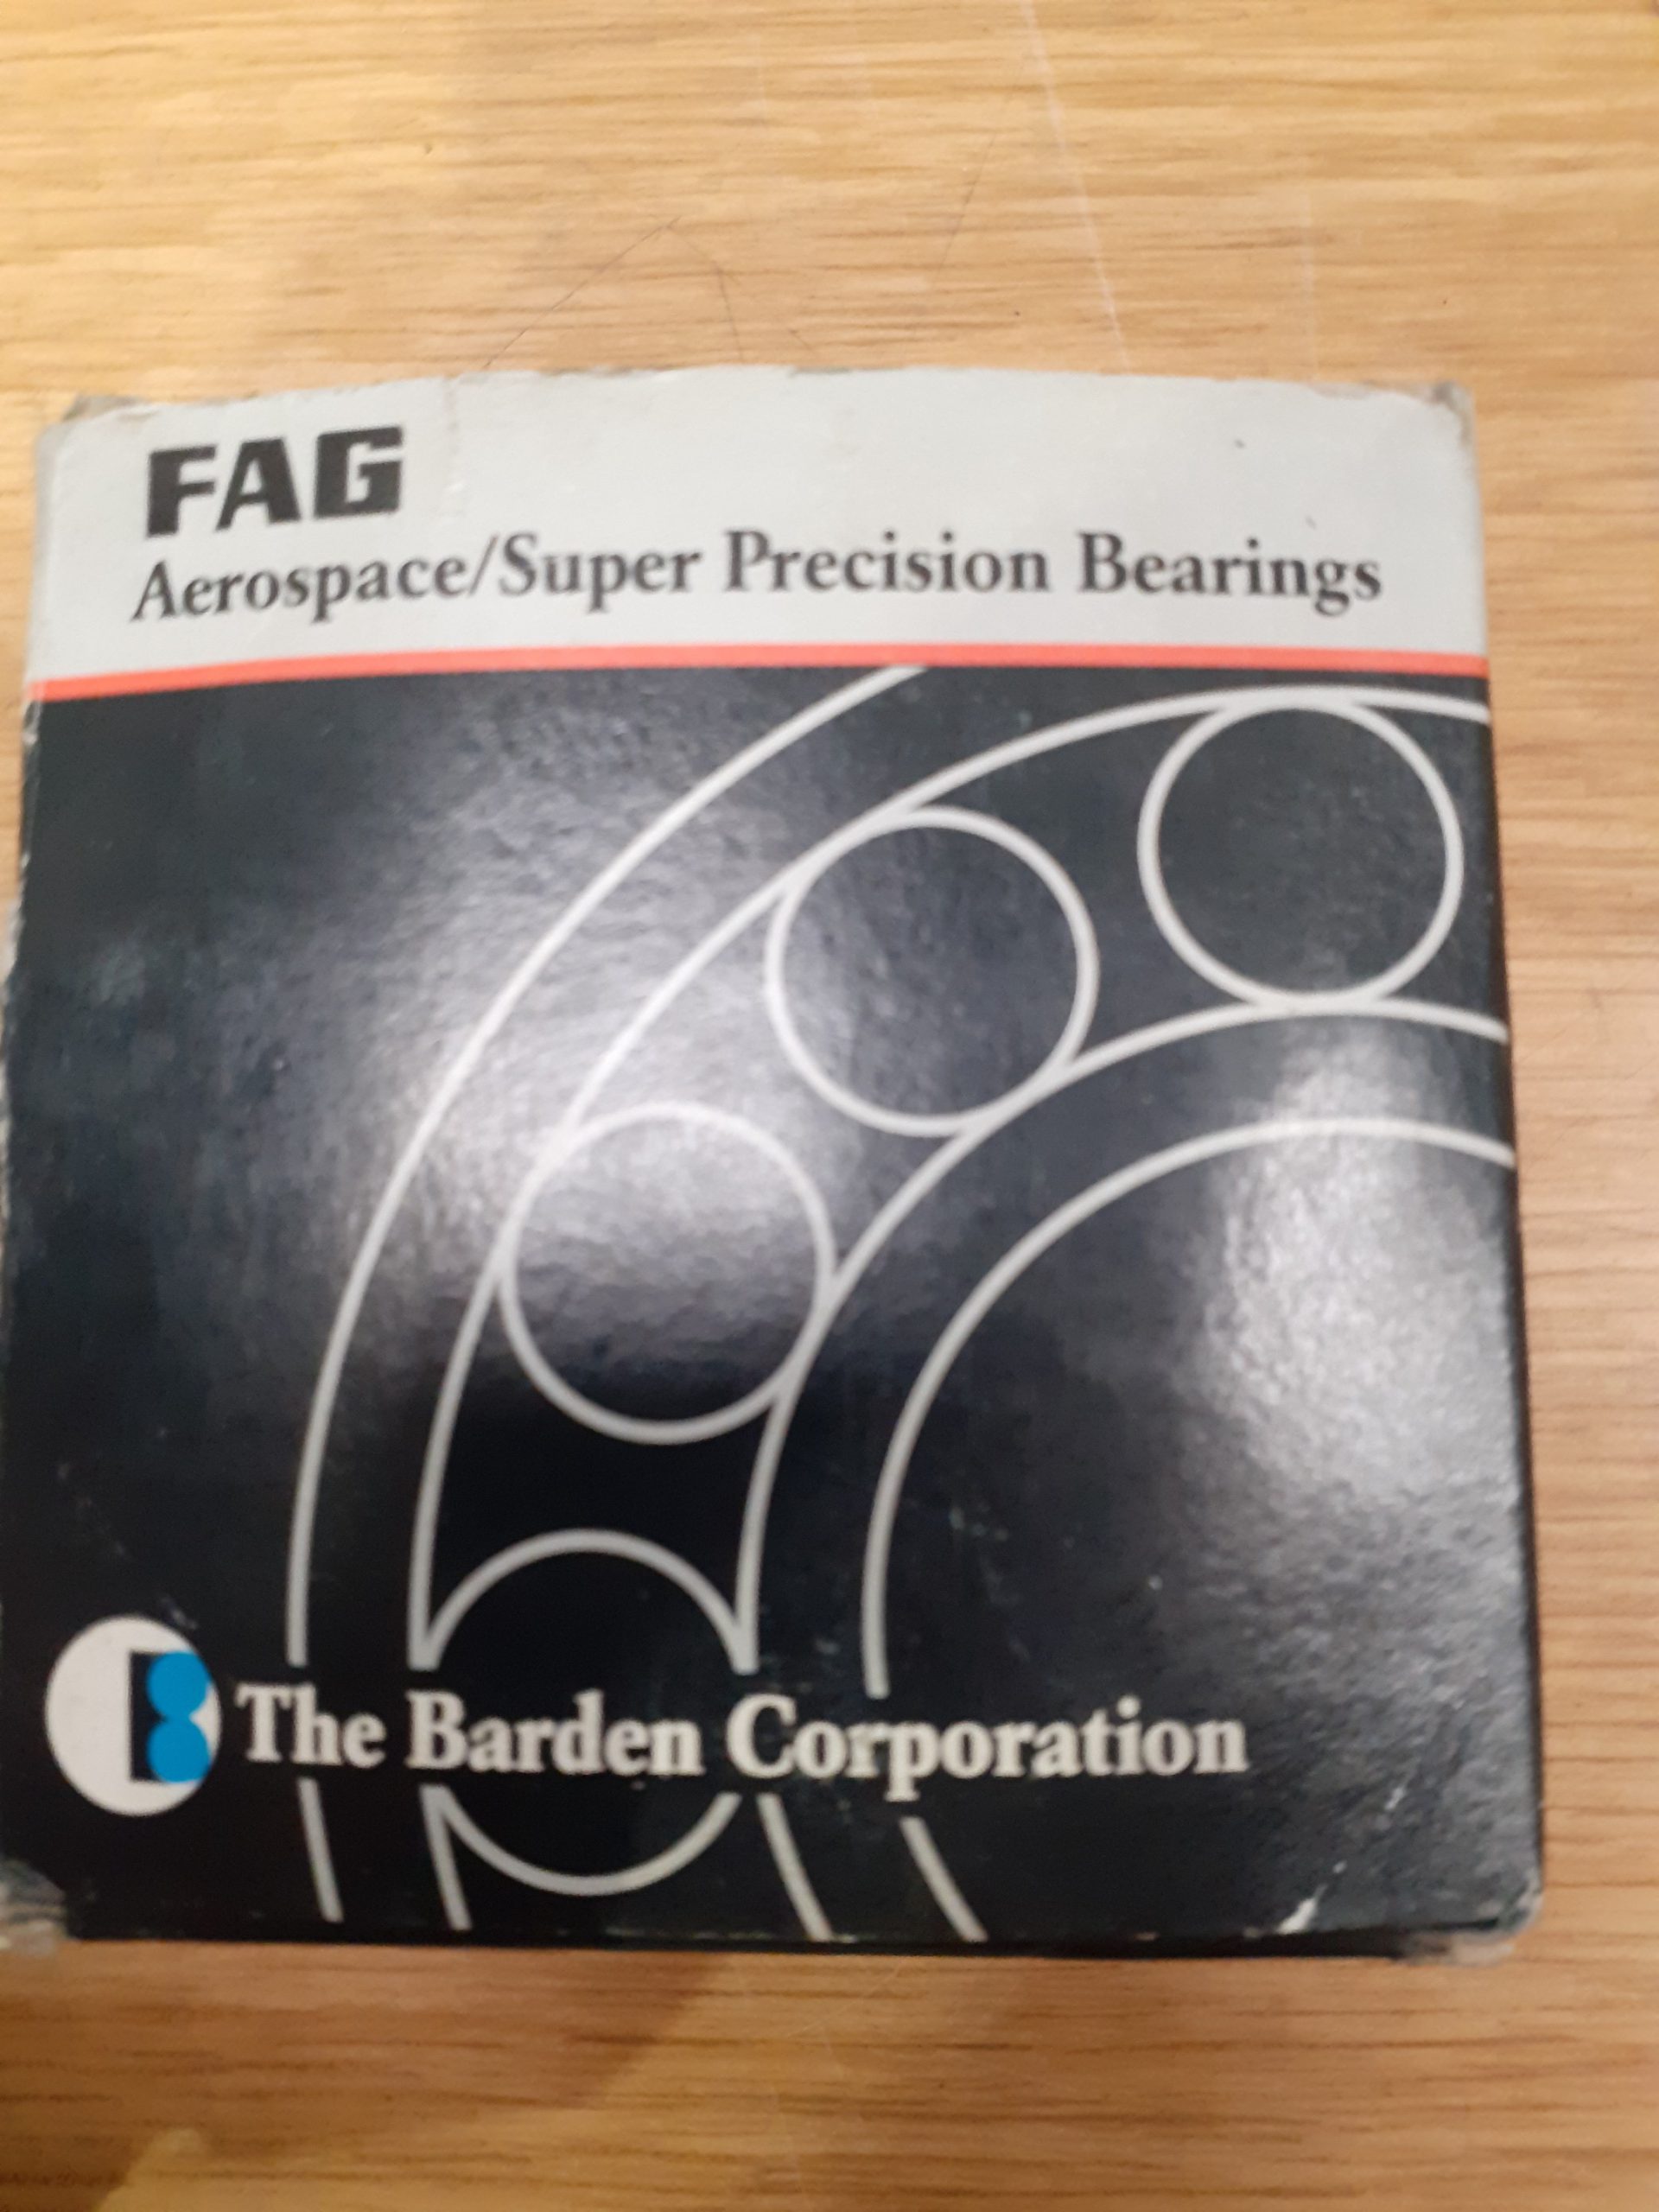 FAG
Aerospace/Super Precision Bearings
The Barden Corporation